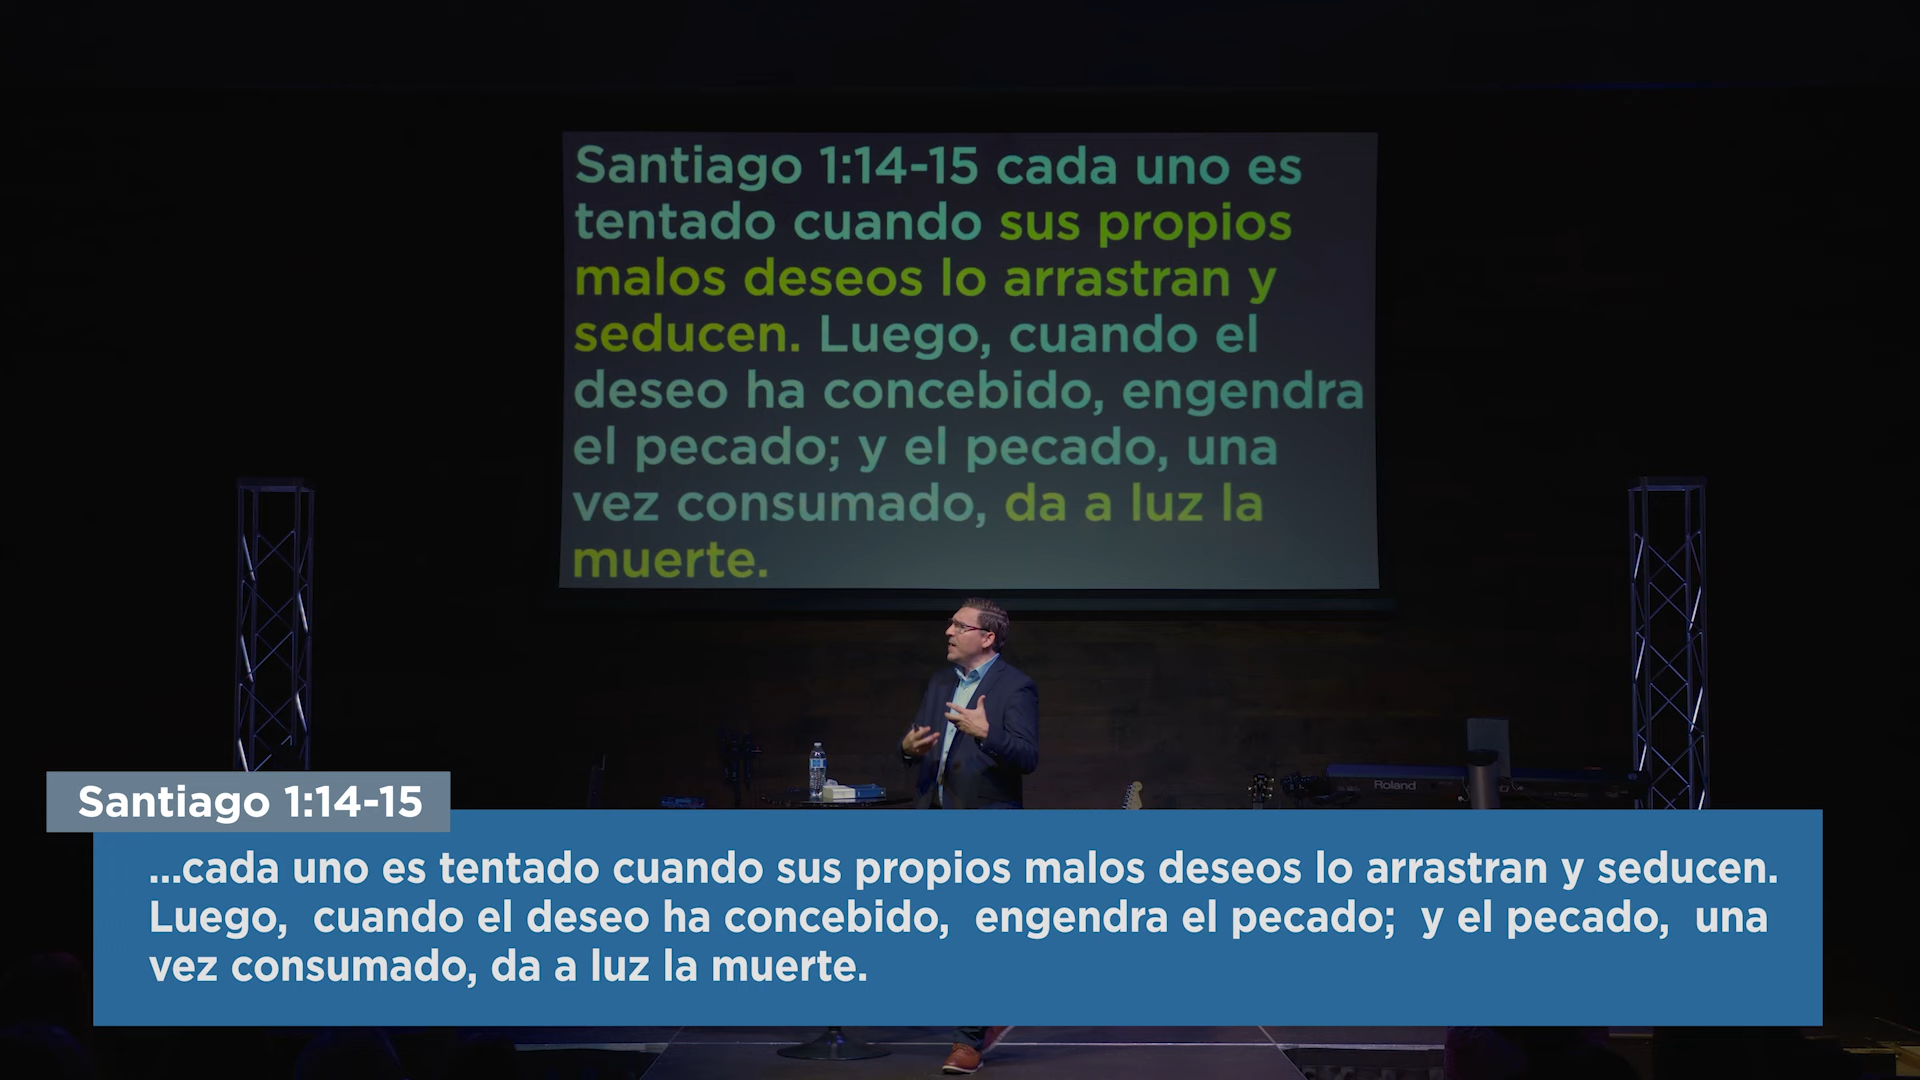 Santiago 1:14-15 cada uno es
tentado cuando sus propios
malos deseos lo arrastran y
seducen. Luego, cuando el
deseo ha concebido, engendra
el pecado; y el pecado, una
vez consumado, da a luz la
muerte.
Roland
Santiago 1:14-15
...cada uno es tentado cuando sus propios malos deseos lo arrastran y seducen.
Luego, cuando el deseo ha concebido, engendra el pecado; y el pecado, una
vez consumado, da a luz la muerte.